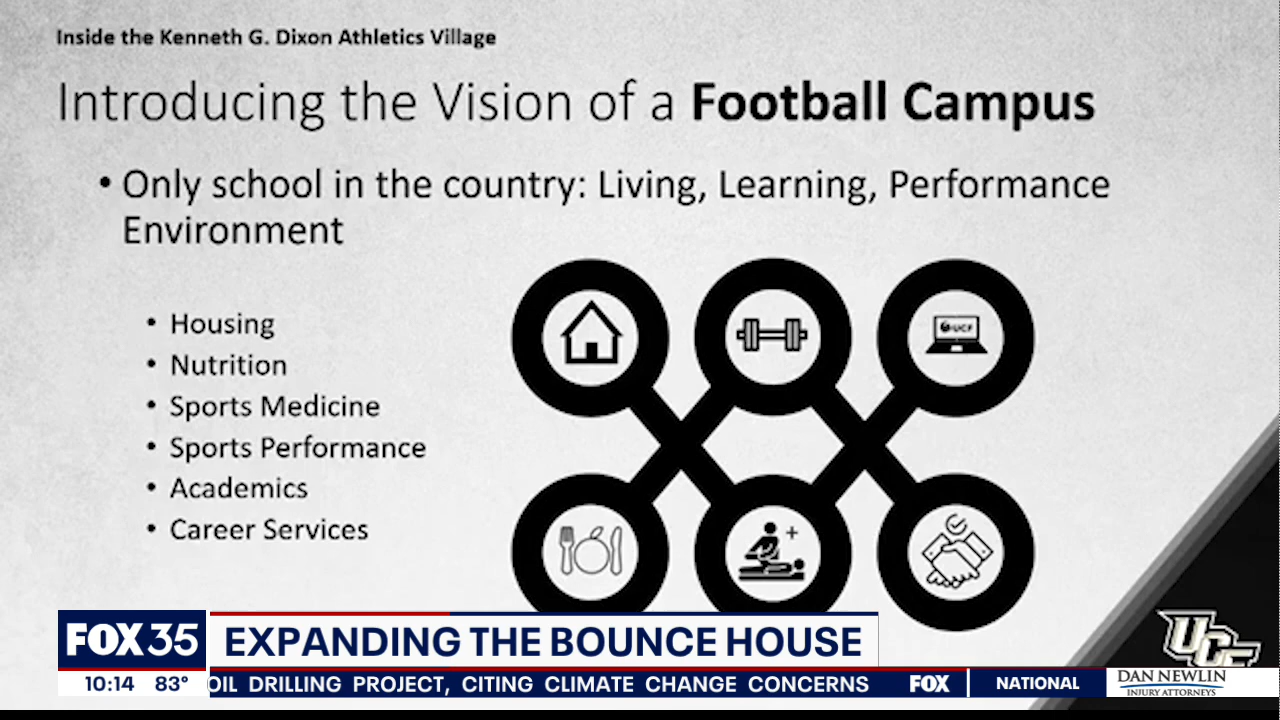 Inside the Kenneth G. Dixon Athletics Village
Introducing the Vision of a Football Campus
• Only school in the country: Living, Learning, Performance
Environment
• Housing
• Nutrition
• Sports Medicine
• Sports Performance
• Academics
• Career Services
UCF
FOX 35
EXPANDING THE BOUNCE HOUSE
UCF
10:14 83°
OIL DRILLING PROJECT, CITING CLIMATE CHANGE CONCERNS
FOX
NATIONAL
DAN NEWLIN
INJURY ATTORNEYS